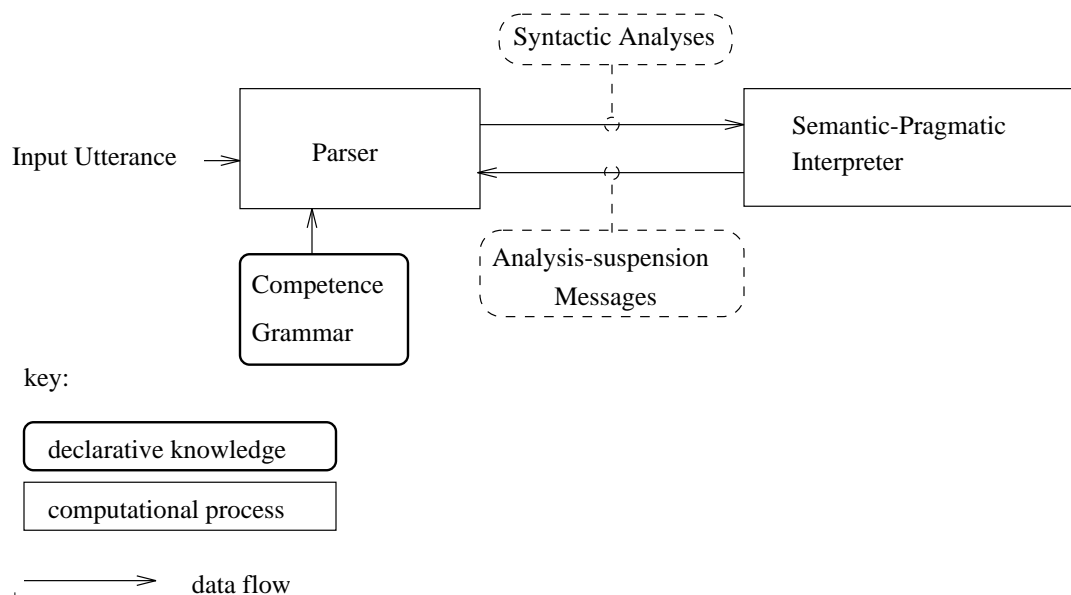 Syntactic Analyses
Input Utterance
Parser
Semantic-Pragmatic
Interpreter
Analysis-suspension
Messages
Competence
Grammar
key:
declarative knowledge
computational process
data flow